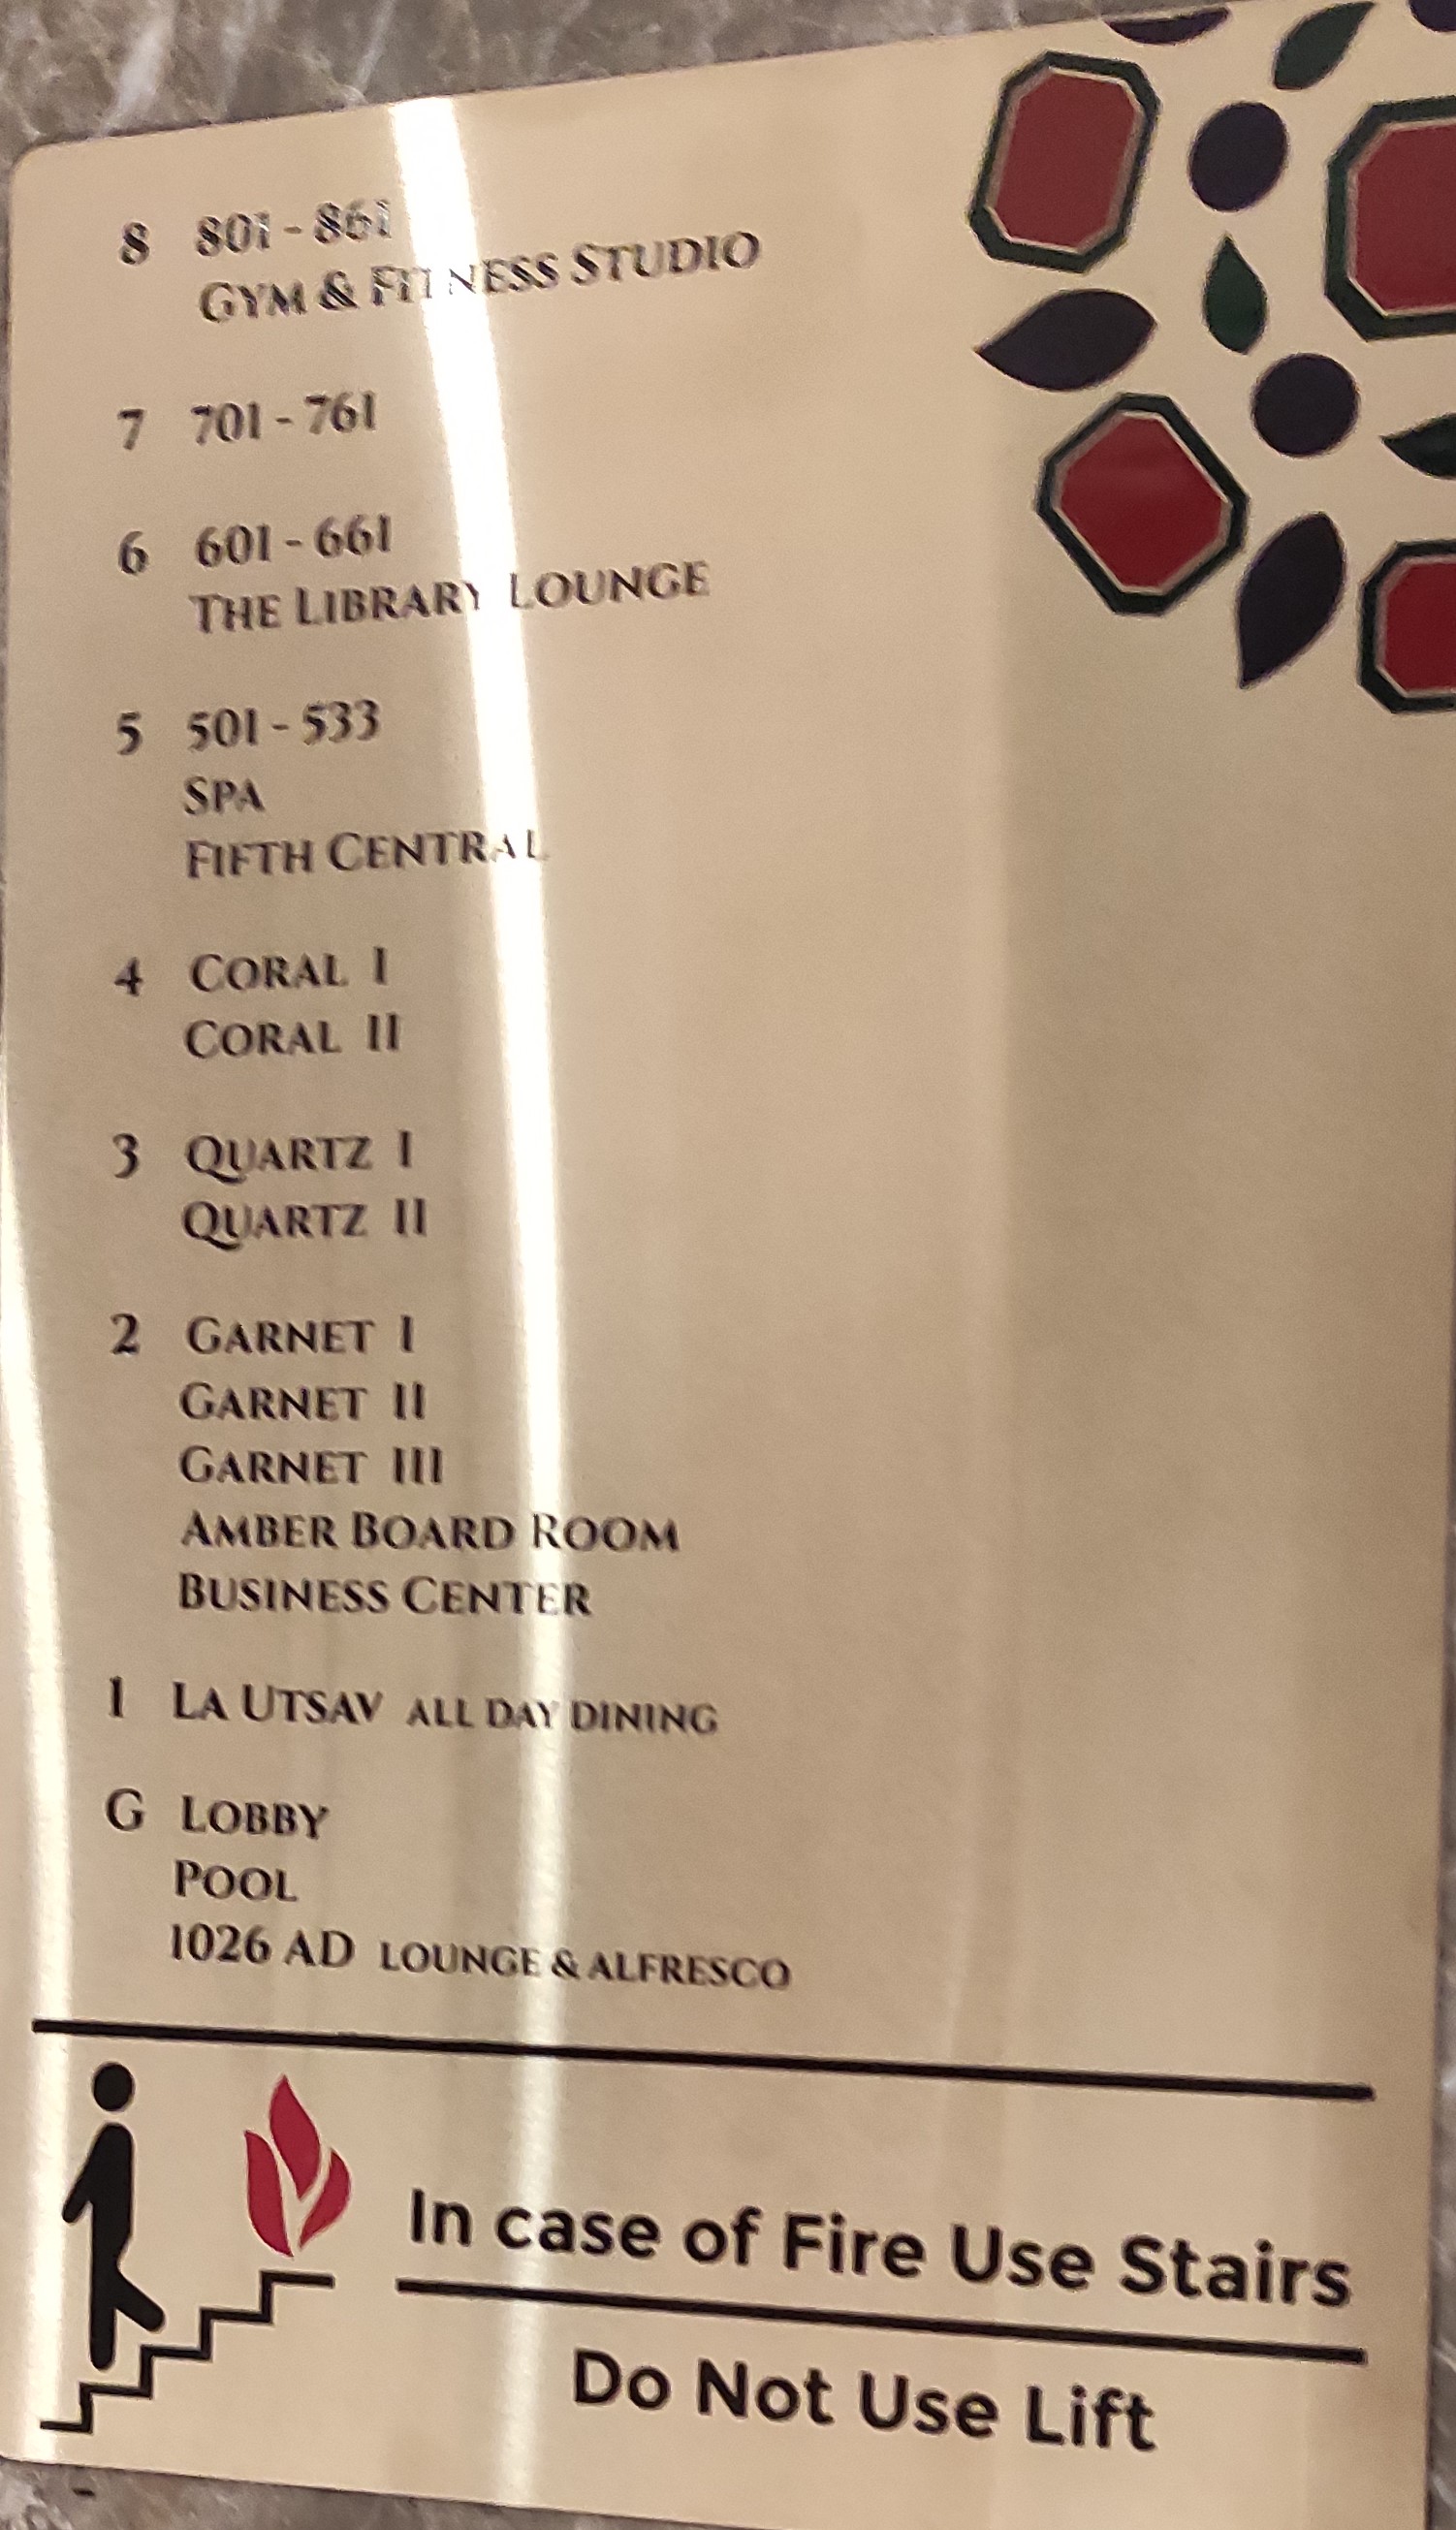 8 801 - 861
GYM & FITNESS STUDIO
7 701 - 761
6 601 - 661
THE LIBRARY LOUNGE
5 501 - 533
SPA
FIFTH CENTRAL
4 CORAL I
CORAL II
3 QUARTZ I
QUARTZ II
2 GARNET I
GARNET II
GARNET III
AMBER BOARD ROOM
BUSINESS CENTER
1 LA UTSAV ALL DAY DINING
G LOBBY
POOL
1026 AD LOUNGE & ALFRESCO
In case of Fire Use Stairs
Do Not Use Lift